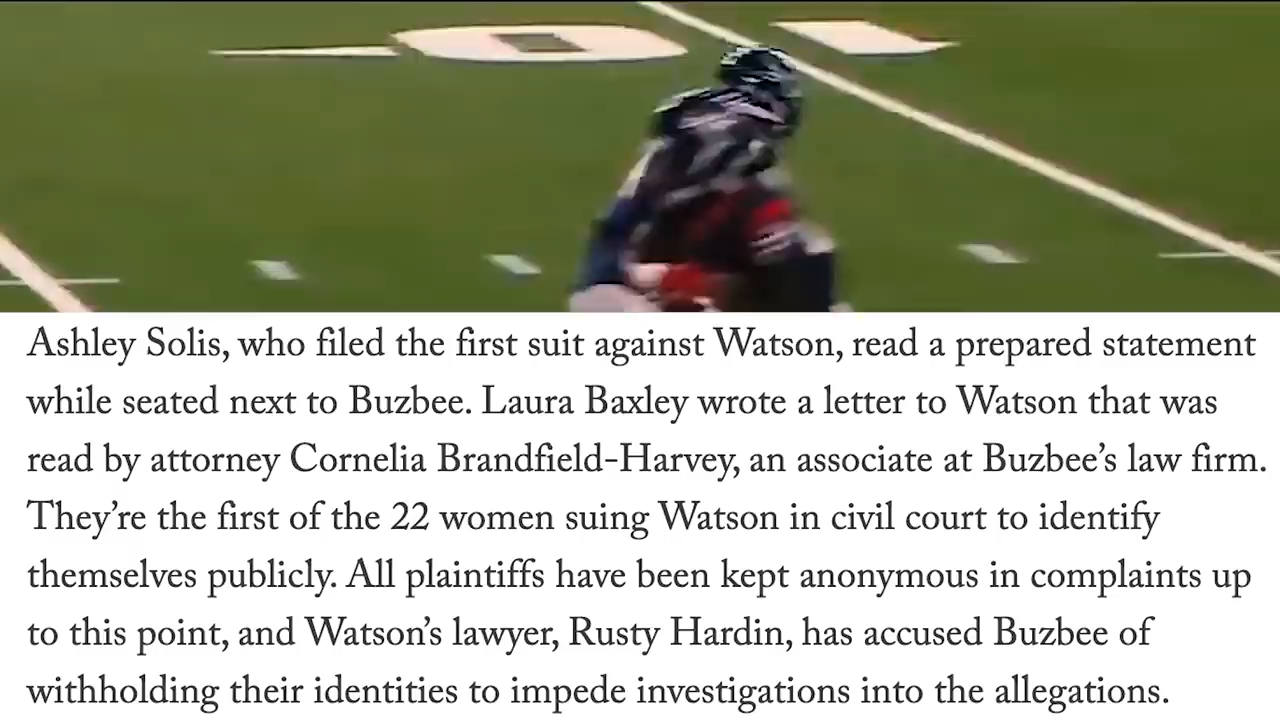 Ashley Solis, who filed the first suit against Watson, read a prepared statement
while seated next to Buzbee. Laura Baxley wrote a letter to Watson that was
read by attorney Cornelia Brandfield-Harvey, an associate at Buzbee’s law firm.
They’re the first of the 22 women suing Watson in civil court to identify
themselves publicly. All plaintiffs have been kept anonymous in complaints up
to this point, and Watson’s lawyer, Rusty Hardin, has accused Buzbee of
withholding their identities to impede investigations into the allegations.